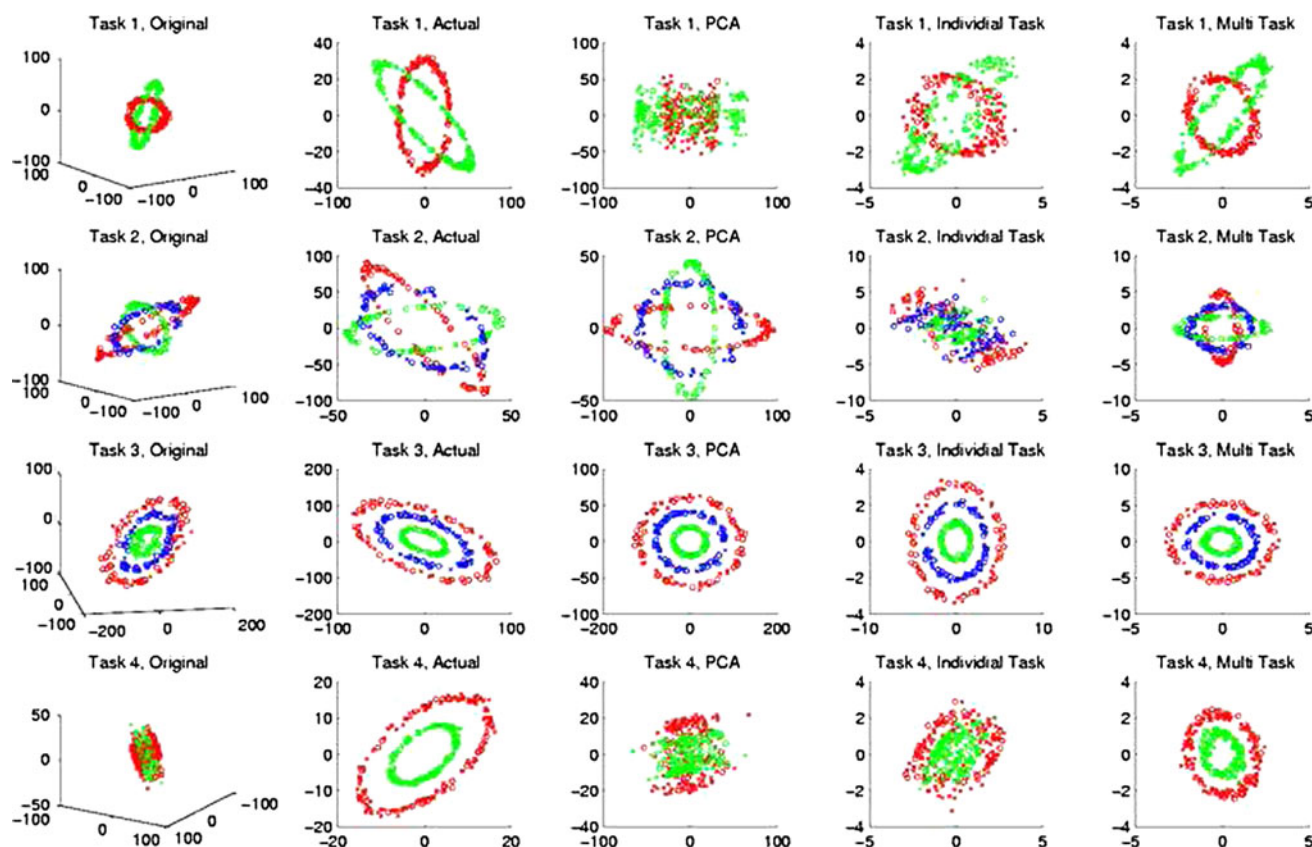 Task 1, Original Task 1, Actual Task 1, PCA Task 1, Individial Task Task 1, Multi Task
100 40 100 4 4
50 20 50 2 2
0 0 0 0 0
-20 -50 -2 -2
-100 -40 -100 -4 -4
100 0 -100 -100 0 100 -100 0 100 -100 0 100 -5 0 5 -5 0 5
Task 2, Original Task 2, Actual Task 2, PCA Task 2, Individial Task Task 2, Multi Task
100 100 50 10 10
50 5 5
0 0 0 0 0
-50 -5 -5
-100 -100 -50 -10 -10
100 0 -100 -100 0 100 -50 0 50 -100 0 100 -5 0 5 -5 0 5
Task 3, Original Task 3, Actual Task 3, PCA Task 3, Individial Task Task 3, Multi Task
100 200 100 4 10
100 50 2 5
0 0 0 0 0
-100 -50 -2 -5
-100 -200 -100 -4 -10
100 0 -100 -200 0 200 -100 0 100 -200 0 200 -10 0 10 -5 0 5
Task 4, Original Task 4, Actual Task 4, PCA Task 4, Individial Task Task 4, Multi Task
50 20 40 4 4
10 20 2 2
0 0 0 0 0
-10 -20 -2 -2
-50 -20 -40 -4 -4
0 100 100 0 -100 -20 0 20 -100 0 100 -5 0 5 -5 0 5